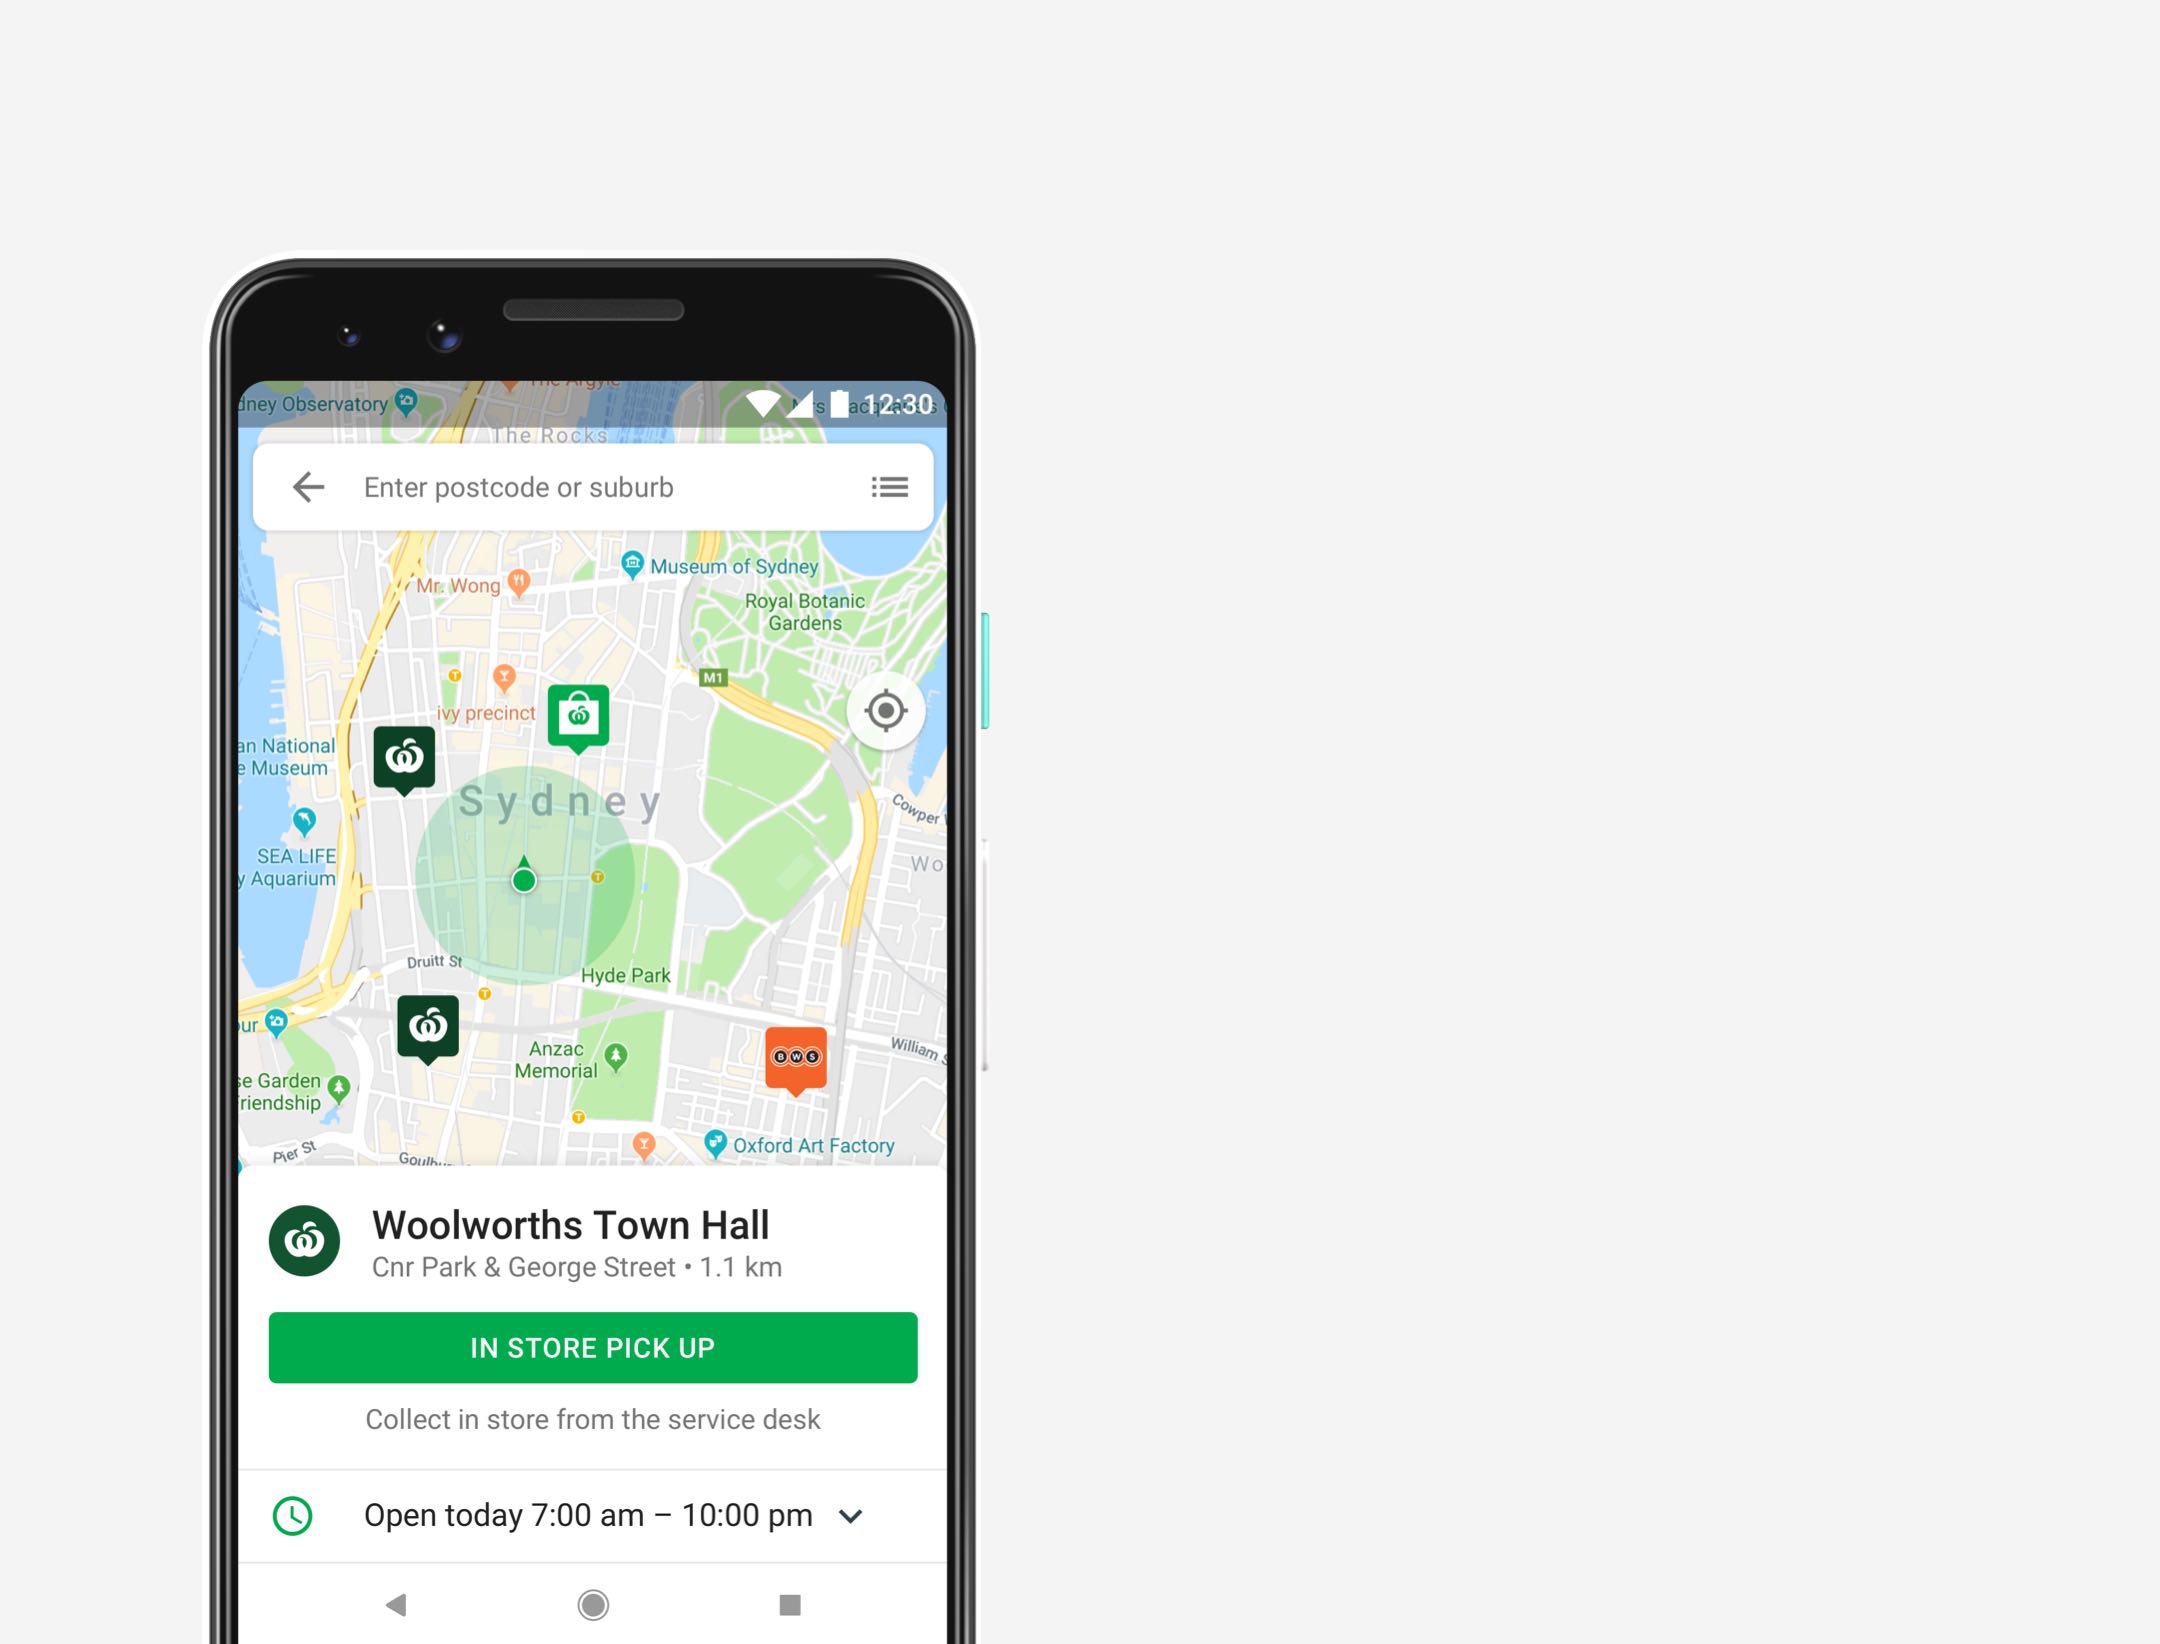 The Argyle
dney Observatory
12:30
The Rocks
Enter postcode or suburb
Museum of Sydney
Mr. Wong
Royal Botanic
Gardens
M1
ivy precinct
an National
e Museum
Sydney
Cowper
SEA LIFE
y Aquarium
Wo
Druitt St
Hyde Park
our
William S
Anzac
Memorial
BWS
se Garden
riendship
Oxford Art Factory
Pier St
Goulbu
Woolworths Town Hall
Cnr Park & George Street • 1.1 km
IN STORE PICK UP
Collect in store from the service desk
Open today 7:00 am – 10:00 pm